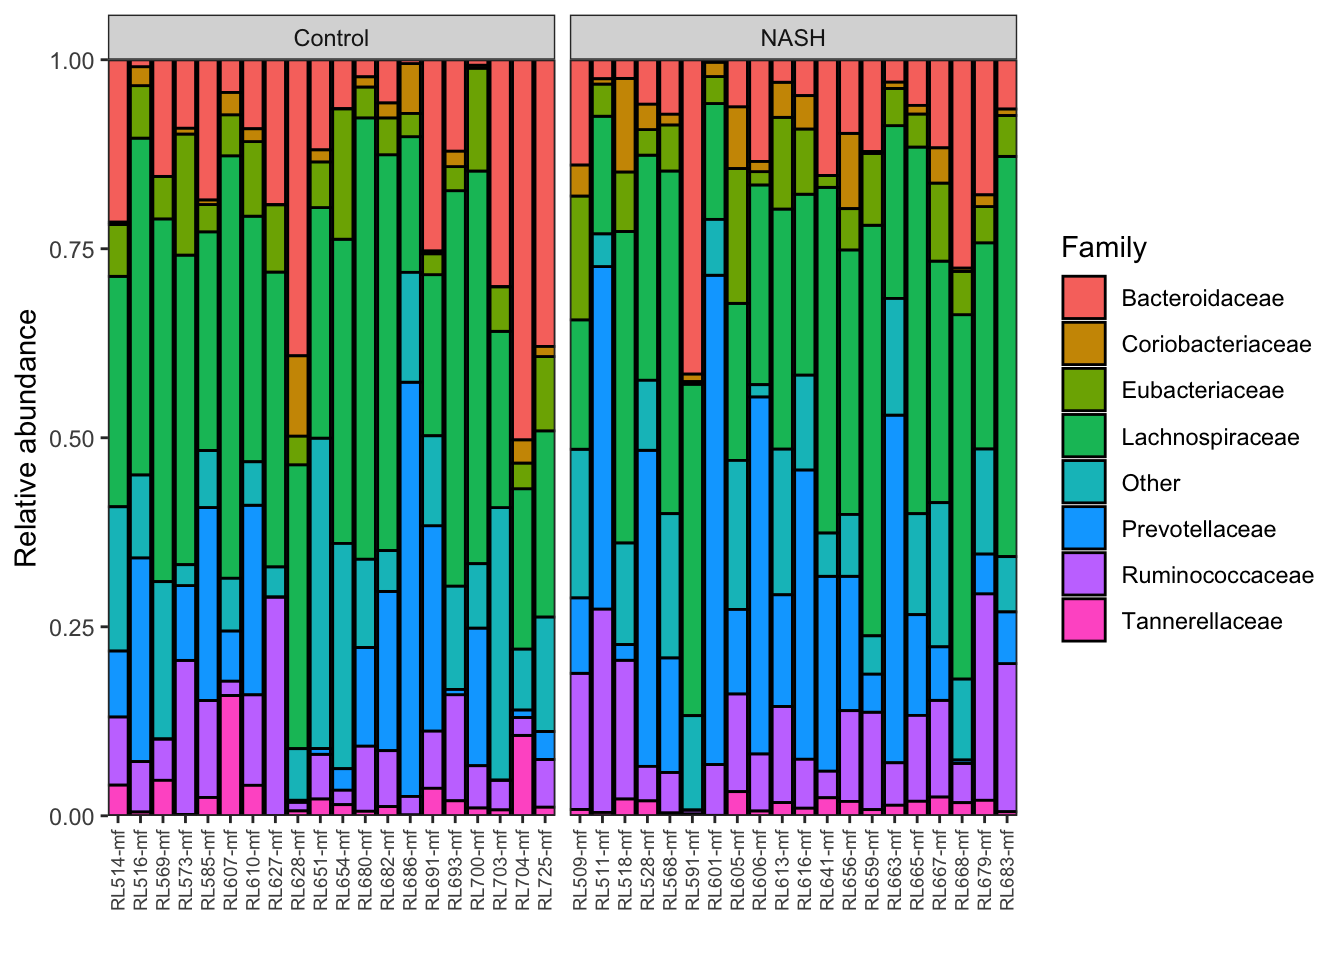 Control
NASH
1.00
0.75
0.50
0.25
0.00
Relative abundance
RL514-mf
RL516-mf
RL569-mf
RL573-mf
RL585-mf
RL607-mf
RL610-mf
RL627-mf
RL628-mf
RL651-mf
RL654-mf
RL680-mf
RL682-mf
RL686-mf
RL691-mf
RL693-mf
RL700-mf
RL703-mf
RL704-mf
RL725-mf
RL509-mf
RL511-mf
RL518-mf
RL528-mf
RL568-mf
RL591-mf
RL601-mf
RL605-mf
RL606-mf
RL613-mf
RL616-mf
RL641-mf
RL656-mf
RL659-mf
RL663-mf
RL665-mf
RL667-mf
RL668-mf
RL679-mf
RL683-mf
Family
Bacteroidaceae
Coriobacteriaceae
Eubacteriaceae
Lachnospiraceae
Other
Prevotellaceae
Ruminococcaceae
Tannerellaceae